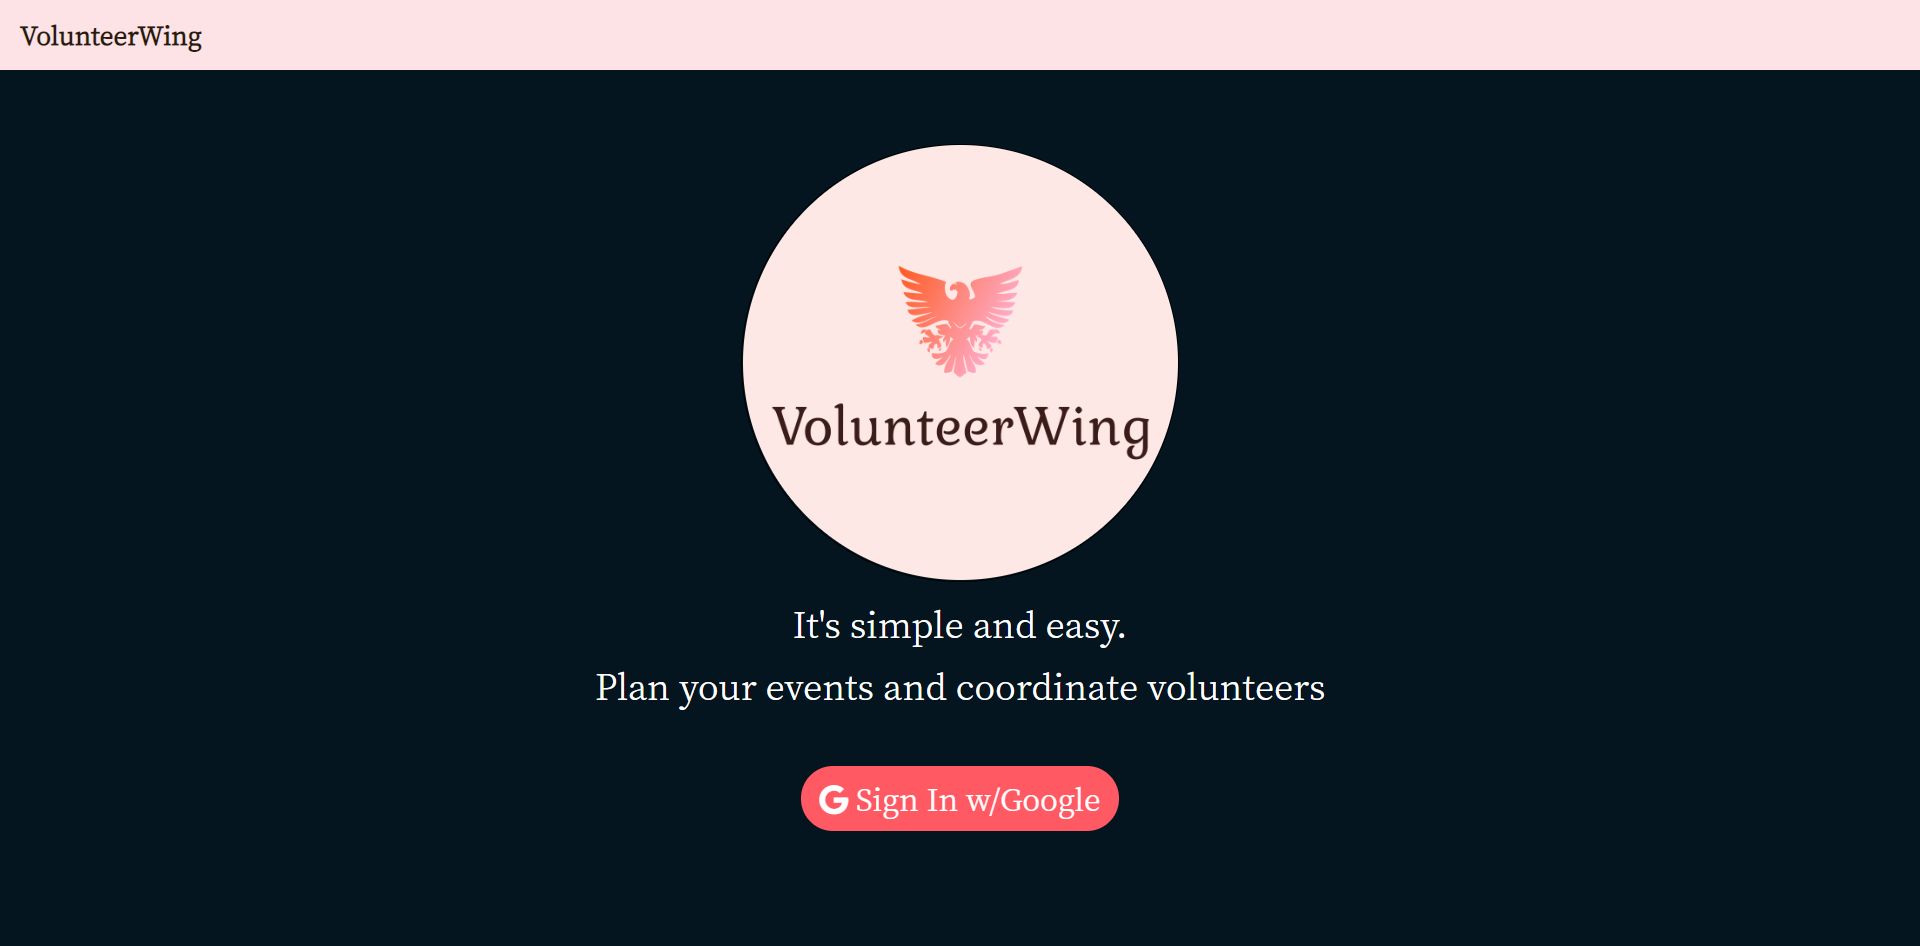 VolunteerWing
VolunteerWing
It's simple and easy.
Plan your events and coordinate volunteers
Sign In w/Google